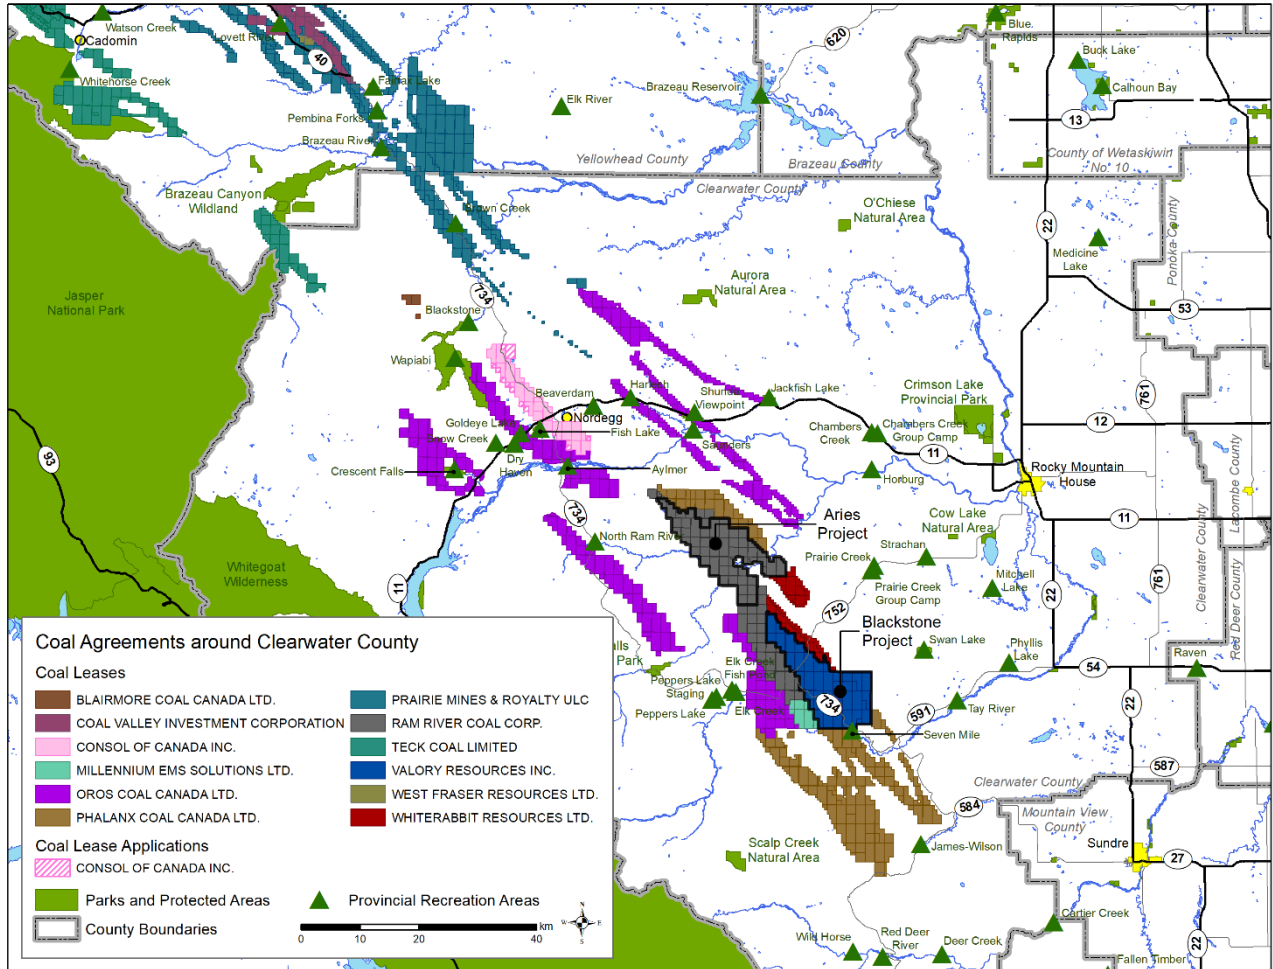 Watson Creek
Cadomin
Lovett River
40
Whitehorse Creek
Fairfax Lake
Pembina Forks
Brazeau River
Elk River
620
Brazeau Reservoir
Blue.
Rapids
Buck Lake
Calhoun Bay
13
Yellowhead County
Brazeau County
County of Wetaskiwin
No. 10
Clearwater County
Brazeau Canyon
Wildland
Brown Creek
O'Chiese
Natural Area
22
Medicine
Lake
Ponoka County
Jasper
National Park
734
Aurora
Natural Area
53
Blackstone
Wapiabi
Beaverdam
Harlech
Shunda
Viewpoint
Jackfish Lake
Crimson Lake
Provincial Park
761
Nordegg
Goldeye Lake
Fish Lake
Snow Creek
Dry
Haven
Saunders
Chambers
Creek
Chambers Creek
Group Camp
12
11
93
Crescent Falls
Aylmer
Horburg
Rocky Mountain
House
Lacombe County
734
Aries
Project
Cow Lake
Natural Area
11
North Ram River
Strachan
Prairie Creek
Prairie Creek
Group Camp
Mitchell
Lake
22
761
Clearwater County
Red Deer County
Whitegoat
Wilderness
11
752
Blackstone
Project
Swan Lake
Phyllis
Lake
54
Raven
Coal Agreements around Clearwater County
alls
Park
Elk Creek
Fish Pond
Peppers Lake
Staging
Elk Creek
Peppers Lake
734
591
Tay River
22
Seven Mile
Coal Leases
BLAIRMORE COAL CANADA LTD.
COAL VALLEY INVESTMENT CORPORATION
CONSOL OF CANADA INC.
MILLENNIUM EMS SOLUTIONS LTD.
OROS COAL CANADA LTD.
PHALANX COAL CANADA LTD.
PRAIRIE MINES & ROYALTY ULC
RAM RIVER COAL CORP.
TECK COAL LIMITED
VALORY RESOURCES INC.
WEST FRASER RESOURCES LTD.
WHITERABBIT RESOURCES LTD.
Coal Lease Applications
CONSOL OF CANADA INC.
Parks and Protected Areas
Provincial Recreation Areas
County Boundaries
km
0
10
20
40
N
W
E
S
587
Clearwater County
584
Mountain View
County
Sundre
27
Scalp Creek
Natural Area
James-Wilson
Cartier Creek
Wild Horse
Red Deer
River
Deer Creek
22
Fallen Timber